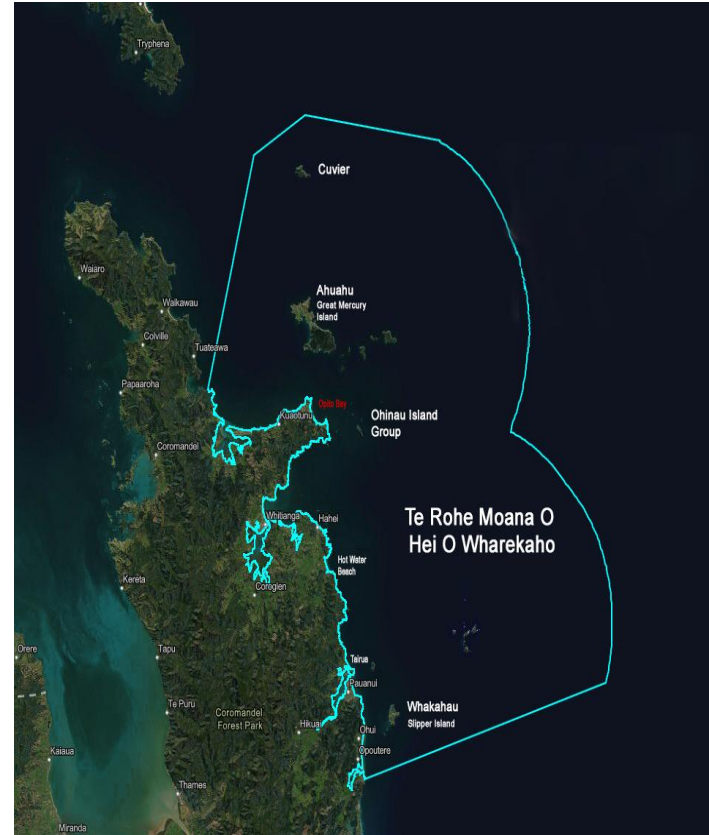 Tryphena
Cuvier
Waiaro
Ahuahu
Great Mercury
Island
Waikawau
Colville
Tuateawa
Papaaroha
Opito Bay
Kuaotunu
Ohinau Island
Group
Coromandel
Te Rohe Moana O
Hei O Wharekaho
Whitianga
Hahei
Hot Water
Beach
Kereta
Coroglen
Orere
Tapu
Tairua
Pauanui
Te Puru
Coromandel
Forest Park
Whakahau
Slipper Island
Hikuai
Ohui
Kaiaua
Opoutere
Thames
Miranda